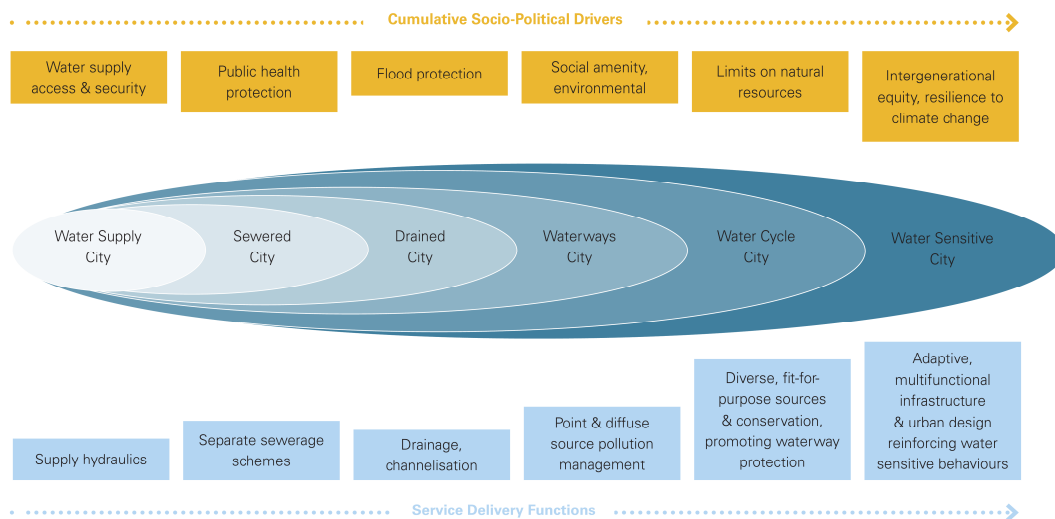 Cumulative Socio-Political Drivers
Water supply
access & security
Public health
protection
Flood protection
Social amenity,
environmental
Limits on natural
resources
Intergenerational
equity, resilience to
climate change
Water Supply
City
Sewered
City
Drained
City
Waterways
City
Water Cycle
City
Water Sensitive
City
Supply hydraulics
Separate sewerage
schemes
Drainage,
channelisation
Point & diffuse
source pollution
management
Diverse, fit-for-
purpose sources
& conservation,
promoting waterway
protection
Adaptive,
multifunctional
infrastructure
& urban design
reinforcing water
sensitive behaviours
Service Delivery Functions